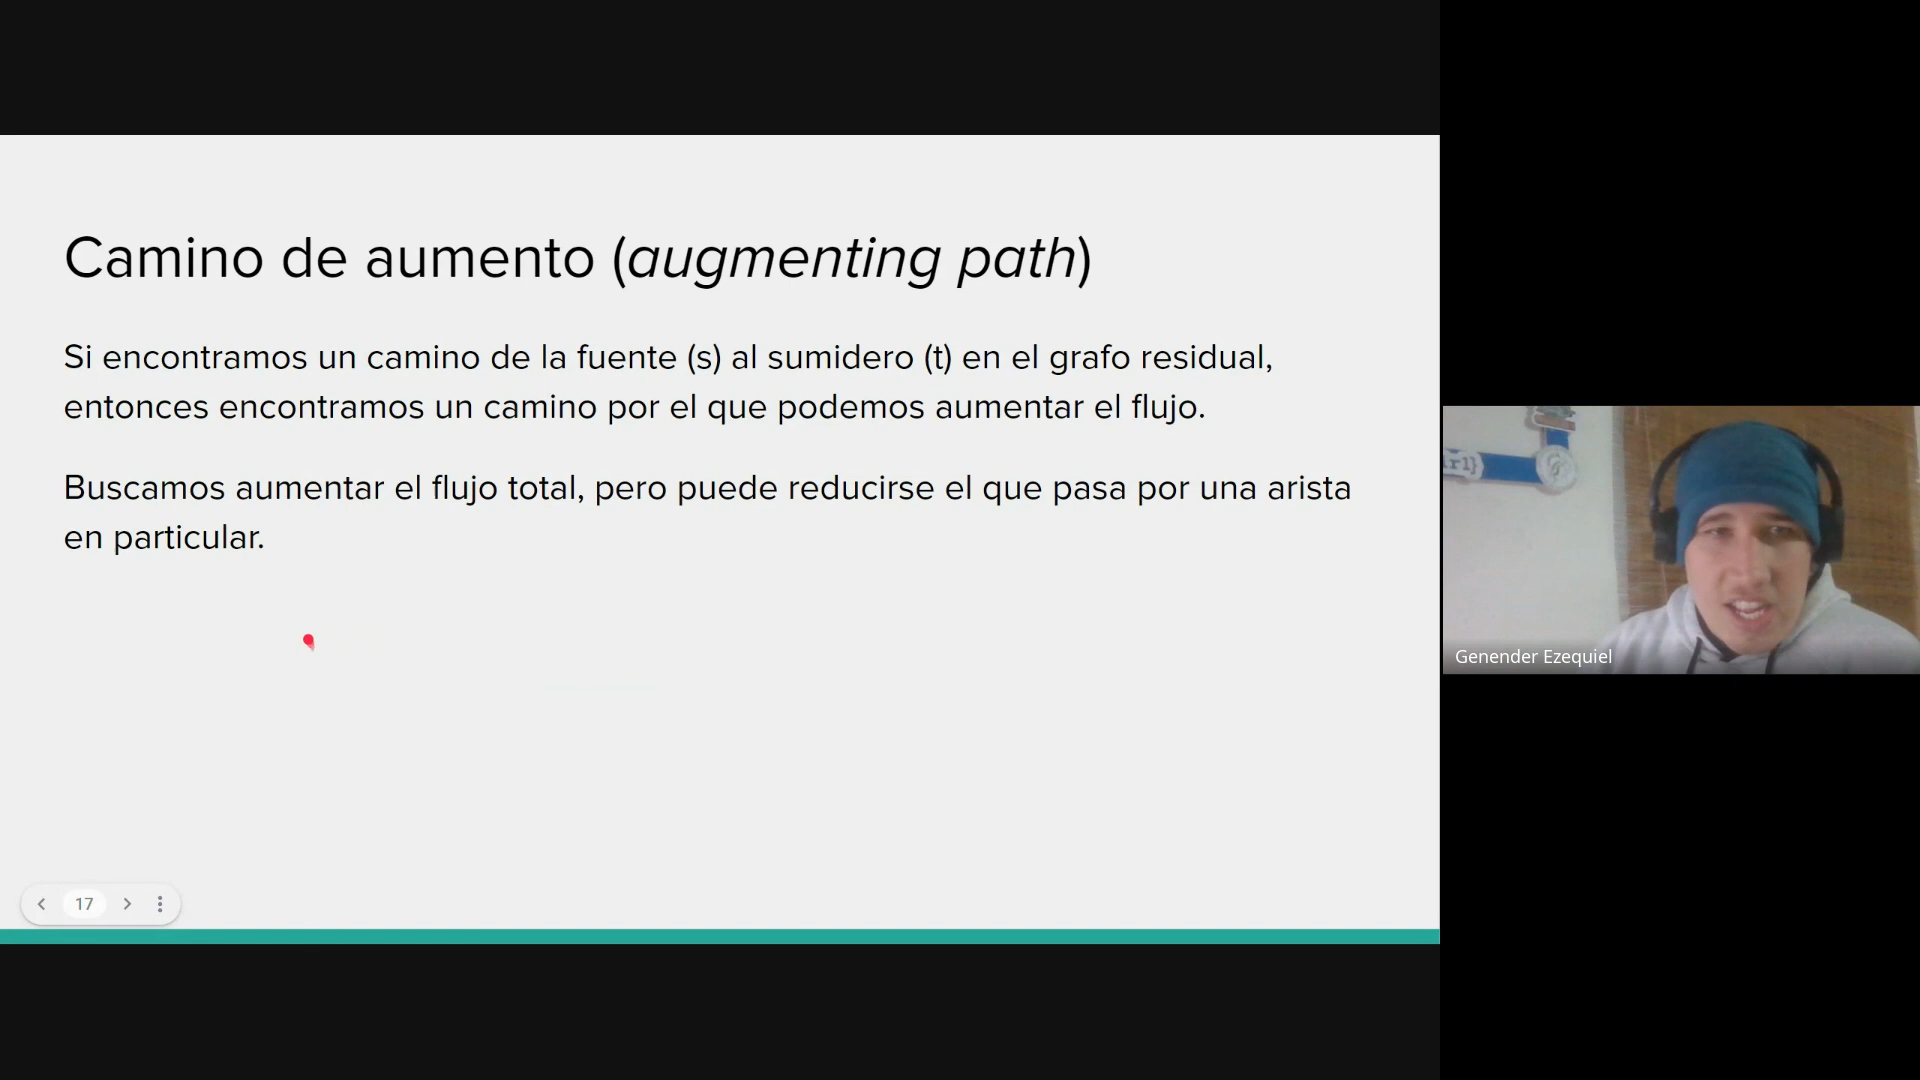 Camino de aumento (augmenting path)
Si encontramos un camino de la fuente (s) al sumidero (t) en el grafo residual,
entonces encontramos un camino por el que podemos aumentar el flujo.
Buscamos aumentar el flujo total, pero puede reducirse el que pasa por una arista
en particular.
17
Genender Ezequiel